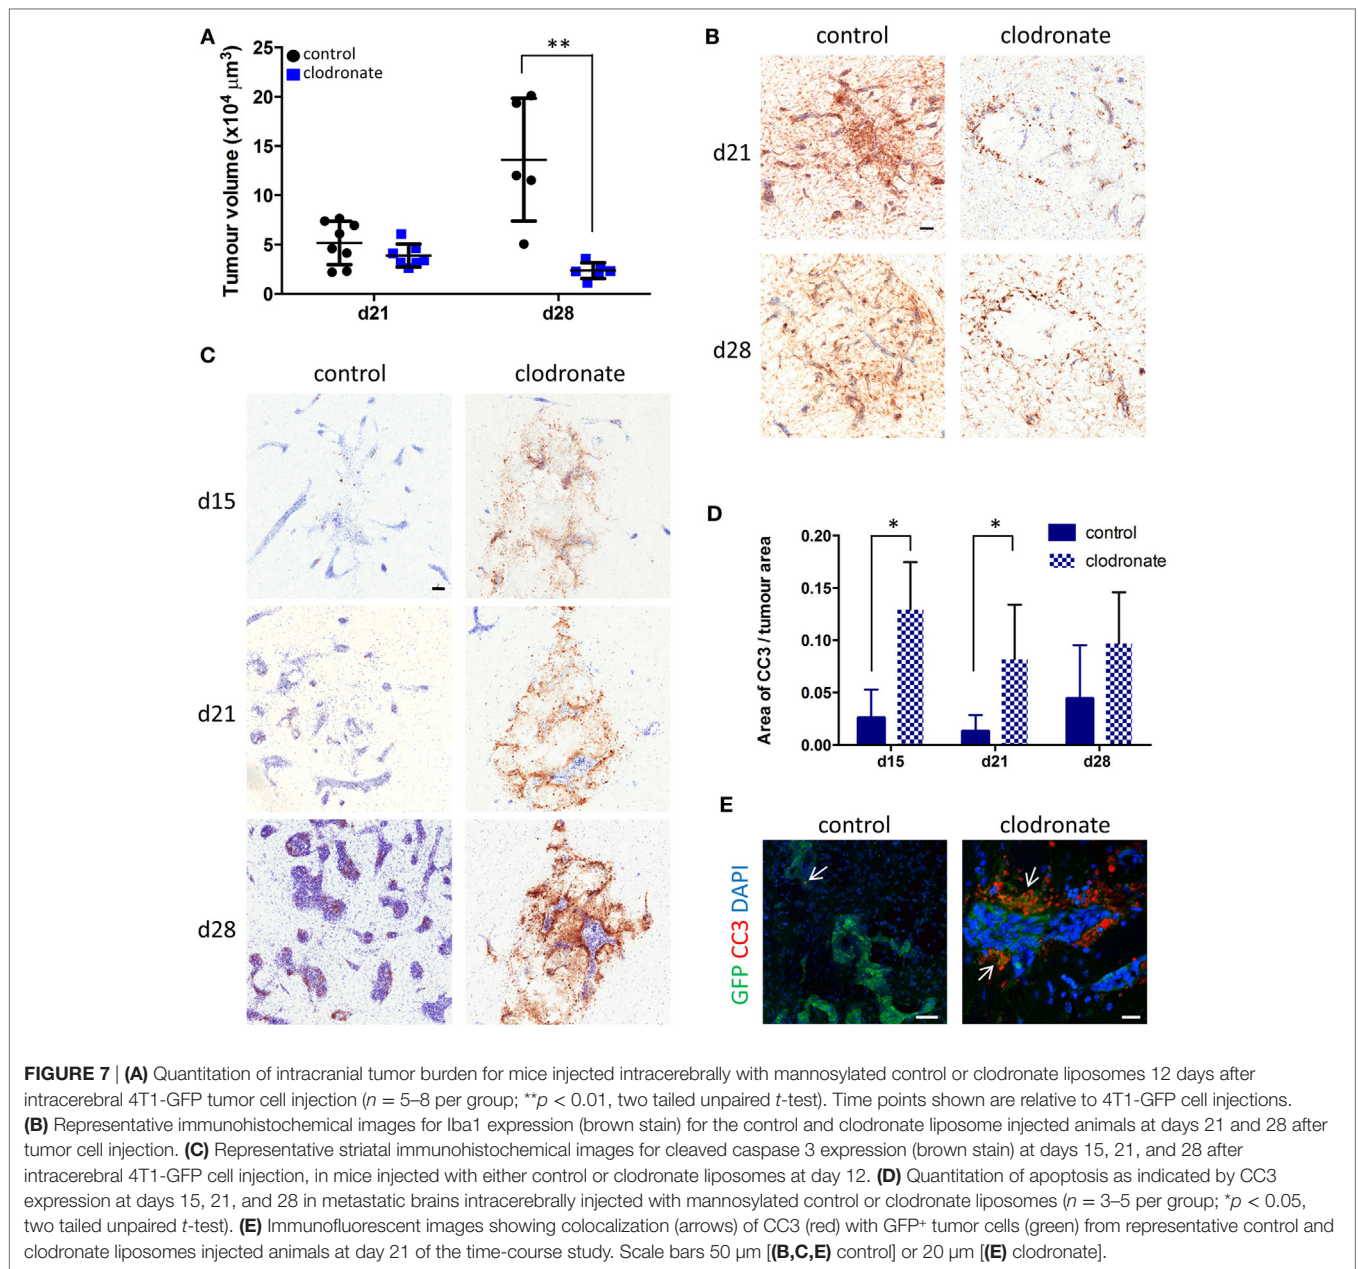 A
control
clodronate
**
Tumour volume (x10⁴ µm³)
25
20
15
10
5
0
d21
d28
B
control
clodronate
d21
d28
C
control
clodronate
d15
d21
d28
D
control
clodronate
*
*
Area of CC3 / tumour area
0.20
0.15
0.10
0.05
0.00
d15
d21
d28
E
control
clodronate
GFP CC3 DAPI
FIGURE 7 | (A) Quantitation of intracranial tumor burden for mice injected intracerebrally with mannosylated control or clodronate liposomes 12 days after
intracerebral 4T1-GFP tumor cell injection (n = 5–8 per group; **p < 0.01, two tailed unpaired t-test). Time points shown are relative to 4T1-GFP cell injections.
(B) Representative immunohistochemical images for Iba1 expression (brown stain) for the control and clodronate liposome injected animals at days 21 and 28 after
tumor cell injection. (C) Representative striatal immunohistochemical images for cleaved caspase 3 expression (brown stain) at days 15, 21, and 28 after
intracerebral 4T1-GFP cell injection, in mice injected with either control or clodronate liposomes at day 12. (D) Quantitation of apoptosis as indicated by CC3
expression at days 15, 21, and 28 in metastatic brains intracerebrally injected with mannosylated control or clodronate liposomes (n = 3–5 per group; *p < 0.05,
two tailed unpaired t-test). (E) Immunofluorescent images showing colocalization (arrows) of CC3 (red) with GFP⁺ tumor cells (green) from representative control and
clodronate liposomes injected animals at day 21 of the time-course study. Scale bars 50 µm [(B,C,E) control] or 20 µm [(E) clodronate].